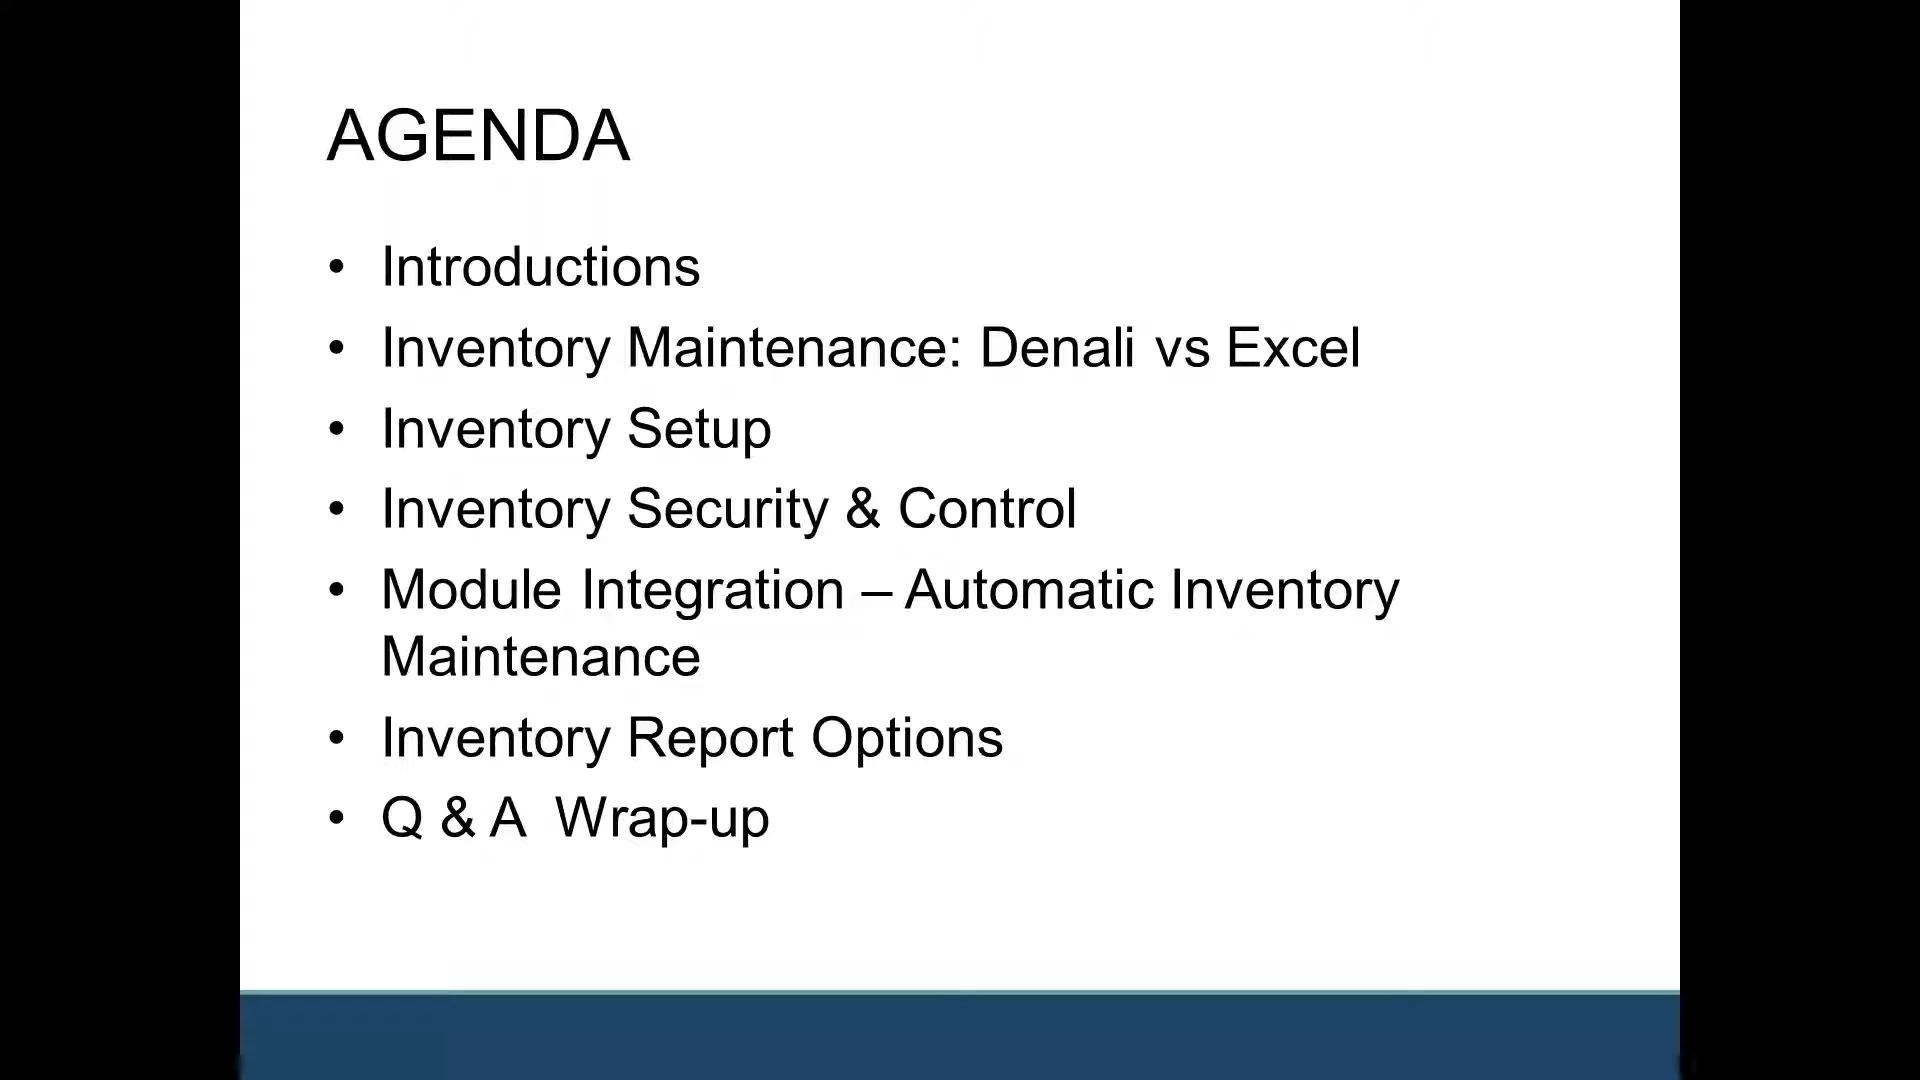 AGENDA
• Introductions
• Inventory Maintenance: Denali vs Excel
• Inventory Setup
• Inventory Security & Control
• Module Integration – Automatic Inventory
Maintenance
• Inventory Report Options
• Q & A  Wrap-up